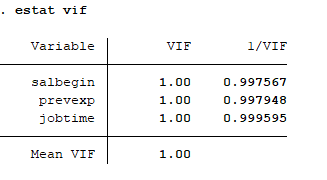 . estat vif
Variable VIF 1/VIF
salbegin 1.00 0.997567
prevexp 1.00 0.997948
jobtime 1.00 0.999595
Mean VIF 1.00